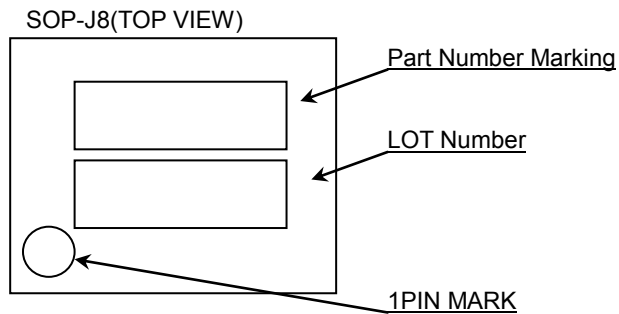 SOP-J8(TOP VIEW)
Part Number Marking
LOT Number
1PIN MARK